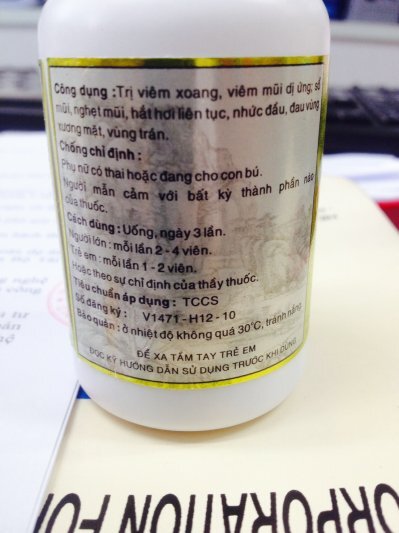 Công dụng : Trị viêm xoang, viêm mũi dị ứng; sổ
mũi, nghẹt mũi, hắt hơi liên tục, nhức đầu, đau vùng
xương mặt, vùng trán.
Chống chỉ định :
Phụ nữ có thai hoặc đang cho con bú.
Người mẫn cảm với bất kỳ thành phần nào
của thuốc.
Cách dùng : Uống, ngày 3 lần.
Người lớn : mỗi lần 2 - 4 viên.
Trẻ em : mỗi lần 1 - 2 viên.
Hoặc theo sự chỉ định của thầy thuốc.
Tiêu chuẩn áp dụng : TCCS
Số đăng ký : V1471 - H12 - 10
Bảo quản : ở nhiệt độ không quá 30°C, tránh nắng.
ĐỂ XA TẦM TAY TRẺ EM
ĐỌC KỸ HƯỚNG DẪN SỬ DỤNG TRƯỚC KHI DÙNG
CORPORATION FOR